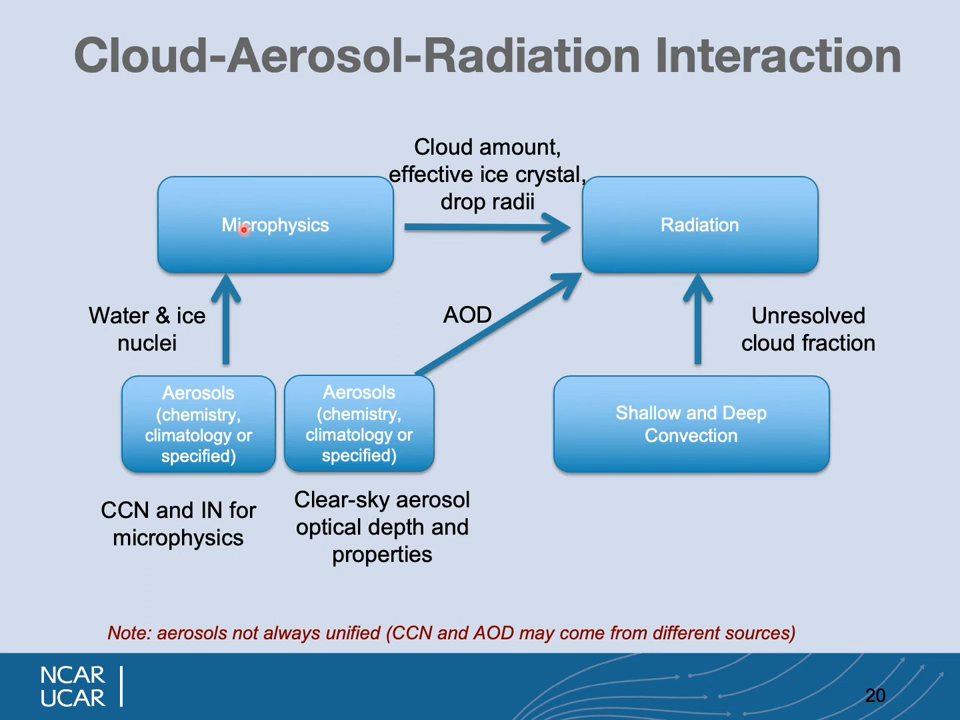 Cloud-Aerosol-Radiation Interaction
Cloud amount,
effective ice crystal,
drop radii
Microphysics
Radiation
Water & ice
nuclei
AOD
Unresolved
cloud fraction
Aerosols
(chemistry,
climatology or
specified)
Aerosols
(chemistry,
climatology or
specified)
Shallow and Deep
Convection
CCN and IN for
microphysics
Clear-sky aerosol
optical depth and
properties
Note: aerosols not always unified (CCN and AOD may come from different sources)
NCAR
UCAR
20